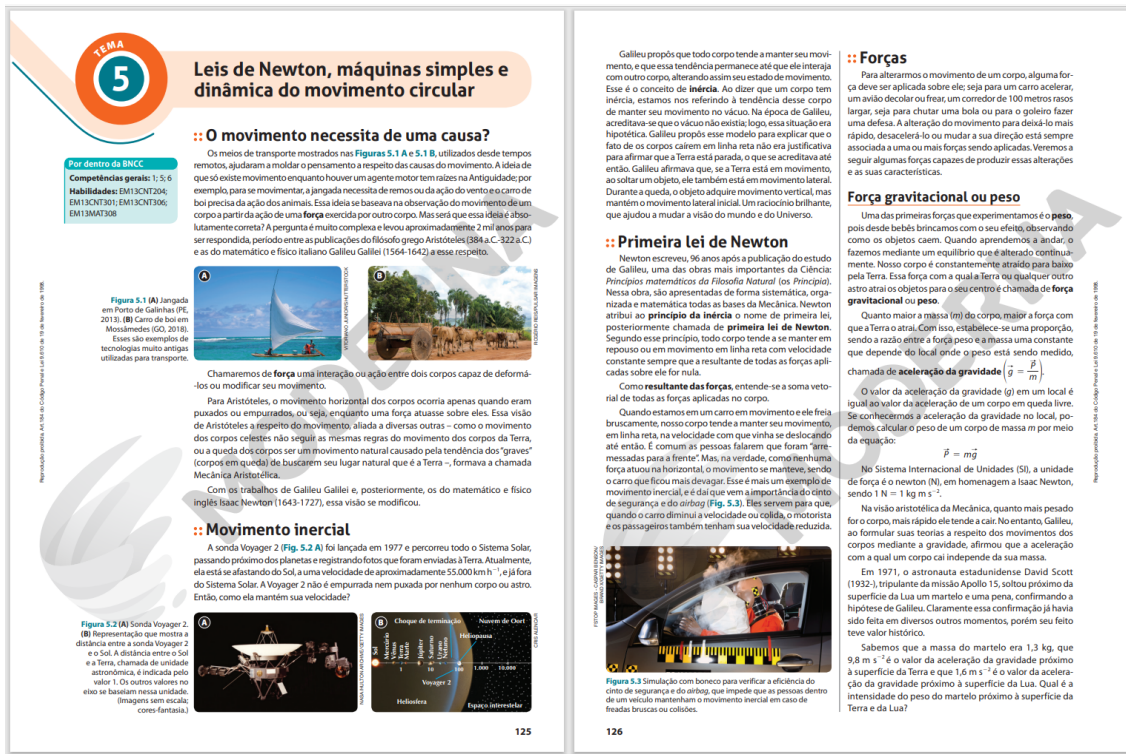 TEMA
5
Leis de Newton, máquinas simples e
dinâmica do movimento circular
Por dentro da BNCC
Competências gerais: 1; 5; 6
Habilidades: EM13CNT204;
EM13CNT301; EM13CNT306;
EM13MAT308
:: O movimento necessita de uma causa?
Os meios de transporte mostrados nas Figuras 5.1 A e 5.1 B, utilizados desde tempos
remotos, ajudaram a moldar o pensamento a respeito das causas do movimento. A ideia de
que só existe movimento enquanto houver um agente motor tem raízes na Antiguidade; por
exemplo, para se movimentar, a jangada necessita de remos ou da ação do vento e o carro de
boi precisa da ação dos animais. Essa ideia se baseava na observação do movimento de um
corpo a partir da ação de uma força exercida por outro corpo. Mas será que essa ideia é abso-
lutamente correta? A pergunta é muito complexa e levou aproximadamente 2 mil anos para
ser respondida, período entre as publicações do filósofo grego Aristóteles (384 a.C.-322 a.C.)
e as do matemático e físico italiano Galileu Galilei (1564-1642) a esse respeito.
A
VITORIANO JUNIOR/SHUTTERSTOCK
B
ROGÉRIO REIS/PULSAR IMAGENS
Figura 5.1 (A) Jangada
em Porto de Galinhas (PE,
2013). (B) Carro de boi em
Mossâmedes (GO, 2018).
Esses são exemplos de
tecnologias muito antigas
utilizadas para transporte.
Chamaremos de força uma interação ou ação entre dois corpos capaz de deformá-
-los ou modificar seu movimento.
Para Aristóteles, o movimento horizontal dos corpos ocorria apenas quando eram
puxados ou empurrados, ou seja, enquanto uma força atuasse sobre eles. Essa visão
de Aristóteles a respeito do movimento, aliada a diversas outras – como o movimento
dos corpos celestes não seguir as mesmas regras do movimento dos corpos da Terra,
ou a queda dos corpos ser um movimento natural causado pela tendência dos "graves"
(corpos em queda) de buscarem seu lugar natural que é a Terra –, formava a chamada
Mecânica Aristotélica.
Com os trabalhos de Galileu Galilei e, posteriormente, os do matemático e físico
inglês Isaac Newton (1643-1727), essa visão se modificou.
:: Movimento inercial
A sonda Voyager 2 (Fig. 5.2 A) foi lançada em 1977 e percorreu todo o Sistema Solar,
passando próximo dos planetas e registrando fotos que foram enviadas à Terra. Atualmente,
ela está se afastando do Sol, a uma velocidade de aproximadamente 55.000 km h⁻¹, e já fora
do Sistema Solar. A Voyager 2 não é empurrada nem puxada por nenhum corpo ou astro.
Então, como ela mantém sua velocidade?
Figura 5.2 (A) Sonda Voyager 2.
(B) Representação que mostra a
distância entre a sonda Voyager 2
e o Sol. A distância entre o Sol
e a Terra, chamada de unidade
astronômica, é indicada pelo
valor 1. Os outros valores no
eixo se baseiam nessa unidade.
(Imagens sem escala;
cores-fantasia.)
A
B
Choque de terminação
Nuvem de Oort
Heliopausa
Sol
Mercúrio
Vênus
Terra
Marte
Júpiter
Saturno
Urano
Netuno
1 10 100 1.000 10.000
Voyager 2
Heliosfera
Espaço interestelar
CRIS ALENCAR
Reprodução proibida. Art.184 do Código Penal e Lei 9.610 de 19 de fevereiro de 1998.
125
MODERNA
Galileu propôs que todo corpo tende a manter seu movi-
mento, e que essa tendência permanece até que ele interaja
com outro corpo, alterando assim seu estado de movimento.
Esse é o conceito de inércia. Ao dizer que um corpo tem
inércia, estamos nos referindo à tendência desse corpo
de manter seu movimento no vácuo. Na época de Galileu,
acreditava-se que o vácuo não existia; logo, essa situação era
hipotética. Galileu propôs esse modelo para explicar que o
fato de os corpos caírem em linha reta não era justificativa
para afirmar que a Terra está parada, o que se acreditava até
então. Galileu afirmava que, se a Terra está em movimento,
ao soltar um objeto, ele também está em movimento lateral.
Durante a queda, o objeto adquire movimento vertical, mas
mantém o movimento lateral inicial. Um raciocínio brilhante,
que ajudou a mudar a visão do mundo e do Universo.
:: Primeira lei de Newton
Newton escreveu, 96 anos após a publicação do estudo
de Galileu, uma das obras mais importantes da Ciência:
Princípios matemáticos da Filosofia Natural (os Principia).
Nessa obra, são apresentadas de forma sistemática, orga-
nizada e matemática todas as bases da Mecânica. Newton
atribui ao princípio da inércia o nome de primeira lei,
posteriormente chamada de primeira lei de Newton.
Segundo esse princípio, todo corpo tende a se manter em
repouso ou em movimento em linha reta com velocidade
constante sempre que a resultante de todas as forças apli-
cadas sobre ele for nula.
Como resultante das forças, entende-se a soma veto-
rial de todas as forças aplicadas no corpo.
Quando estamos em um carro em movimento e ele freia
bruscamente, nosso corpo tende a manter seu movimento,
em linha reta, na velocidade com que vinha se deslocando
até então. É comum as pessoas falarem que foram "arre-
messadas para a frente". Mas, na verdade, como nenhuma
força atuou na horizontal, o movimento se manteve, sendo
o carro que ficou mais devagar. Esse é mais um exemplo de
movimento inercial, e é daí que vem a importância do cinto
de segurança e do airbag (Fig. 5.3). Eles servem para que,
quando o carro diminui a velocidade ou colida, o motorista
e os passageiros também tenham sua velocidade reduzida.
Figura 5.3 Simulação com boneco para verificar a eficiência do
cinto de segurança e do airbag, que impede que as pessoas dentro
de um veículo mantenham o movimento inercial em caso de
freadas bruscas ou colisões.
126
:: Forças
Para alterarmos o movimento de um corpo, alguma for-
ça deve ser aplicada sobre ele; seja para um carro acelerar,
um avião decolar ou frear, um corredor de 100 metros rasos
largar, seja para chutar uma bola ou para o goleiro fazer
uma defesa. A alteração do movimento para deixá-lo mais
rápido, desacelerá-lo ou mudar a sua direção está sempre
associada a uma ou mais forças sendo aplicadas. Veremos a
seguir algumas forças capazes de produzir essas alterações
e as suas características.
Força gravitacional ou peso
Uma das primeiras forças que experimentamos é o peso,
pois desde bebês brincamos com o seu efeito, observando
como os objetos caem. Quando aprendemos a andar, o
fazemos mediante um equilíbrio que é alterado continua-
mente. Nosso corpo é constantemente atraído para baixo
pela Terra. Essa força com a qual a Terra ou qualquer outro
astro atrai os objetos para o seu centro é chamada de força
gravitacional ou peso.
Quanto maior a massa (m) do corpo, maior a força com
que a Terra o atrai. Com isso, estabelece-se uma proporção,
sendo a razão entre a força peso e a massa uma constante
que depende do local onde o peso está sendo medido,
chamada de aceleração da gravidade (g⃗ = P⃗/m).
O valor da aceleração da gravidade (g) em um local é
igual ao valor da aceleração de um corpo em queda livre.
Se conhecermos a aceleração da gravidade no local, po-
demos calcular o peso de um corpo de massa m por meio
da equação:
P⃗ = mg⃗
No Sistema Internacional de Unidades (SI), a unidade
de força é o newton (N), em homenagem a Isaac Newton,
sendo 1 N = 1 kg m s⁻².
Na visão aristotélica da Mecânica, quanto mais pesado
for o corpo, mais rápido ele tende a cair. No entanto, Galileu,
ao formular suas teorias a respeito dos movimentos dos
corpos mediante a gravidade, afirmou que a aceleração
com a qual um corpo cai independe da sua massa.
Em 1971, o astronauta estadunidense David Scott
(1932-), tripulante da missão Apollo 15, soltou próximo da
superfície da Lua um martelo e uma pena, confirmando a
hipótese de Galileu. Claramente essa confirmação já havia
sido feita em diversos outros momentos, porém seu feito
teve valor histórico.
Sabemos que a massa do martelo era 1,3 kg, que
9,8 m s⁻² é o valor da aceleração da gravidade próximo
à superfície da Terra e que 1,6 m s⁻² é o valor da acelera-
ção da gravidade próximo à superfície da Lua. Qual é a
intensidade do peso do martelo próximo à superfície da
Terra e da Lua?
Reprodução proibida. Art.184 do Código Penal e Lei 9.610 de 19 de fevereiro de 1998.
MODERNA